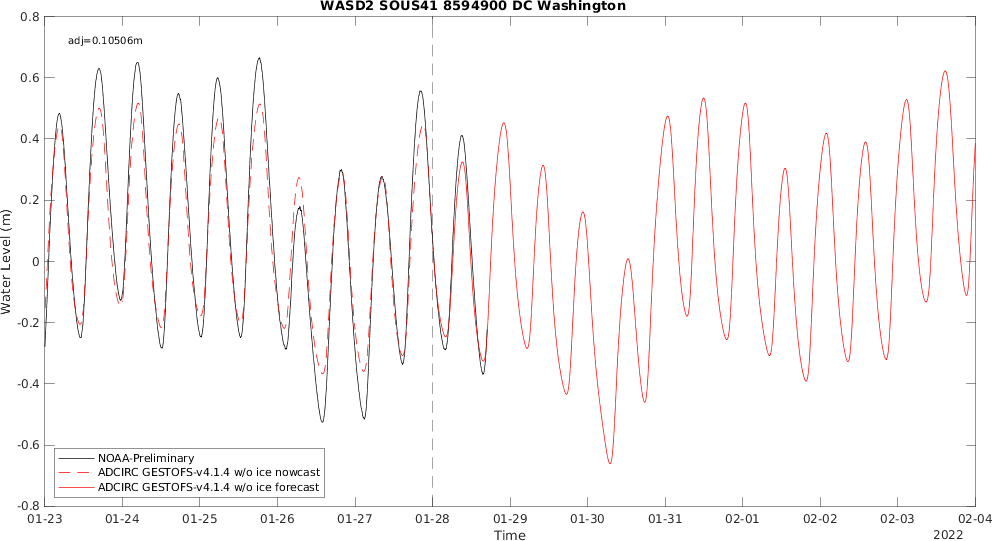 WASD2 SOUS41 8594900 DC Washington
adj=0.10506m
0.8
0.6
0.4
0.2
0
-0.2
-0.4
-0.6
-0.8
Water Level (m)
NOAA-Preliminary
ADCIRC GESTOFS-v4.1.4 w/o ice nowcast
ADCIRC GESTOFS-v4.1.4 w/o ice forecast
01-23 01-24 01-25 01-26 01-27 01-28 01-29 01-30 01-31 02-01 02-02 02-03 02-04
Time
2022